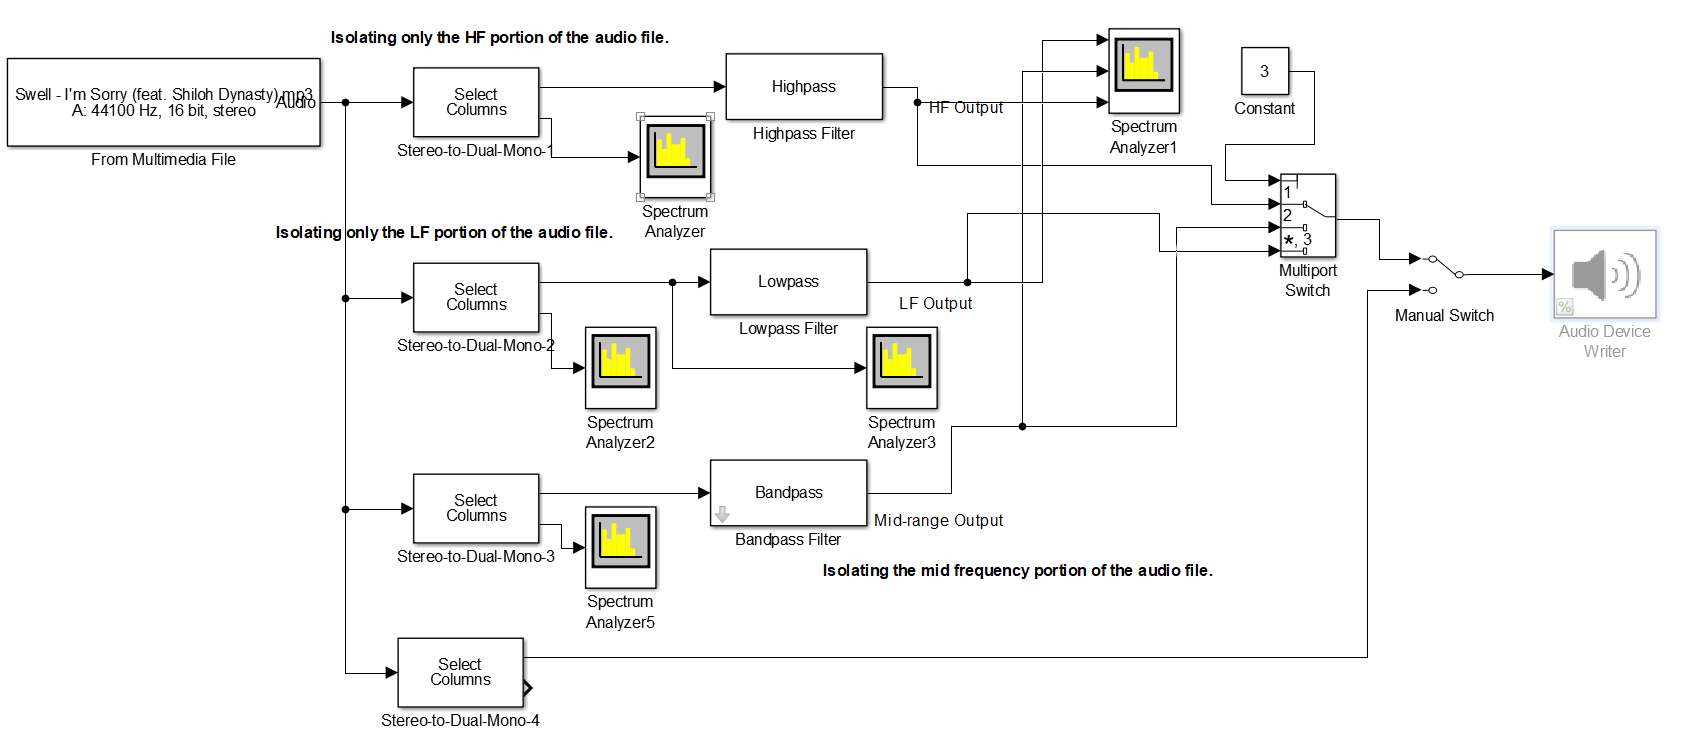 Isolating only the HF portion of the audio file.
Swell - I'm Sorry (feat. Shiloh Dynasty).mp3
A: 44100 Hz, 16 bit, stereo
Audio
From Multimedia File
Select
Columns
Stereo-to-Dual-Mono-1
Highpass
Highpass Filter
HF Output
Spectrum
Analyzer1
3
Constant
Spectrum
Analyzer
1
2
*, 3
Multiport
Switch
Isolating only the LF portion of the audio file.
Select
Columns
Stereo-to-Dual-Mono-2
Lowpass
Lowpass Filter
LF Output
Manual Switch
%
Audio Device
Writer
Spectrum
Analyzer2
Spectrum
Analyzer3
Select
Columns
Stereo-to-Dual-Mono-3
Bandpass
Bandpass Filter
Mid-range Output
Isolating the mid frequency portion of the audio file.
Spectrum
Analyzer5
Select
Columns
Stereo-to-Dual-Mono-4